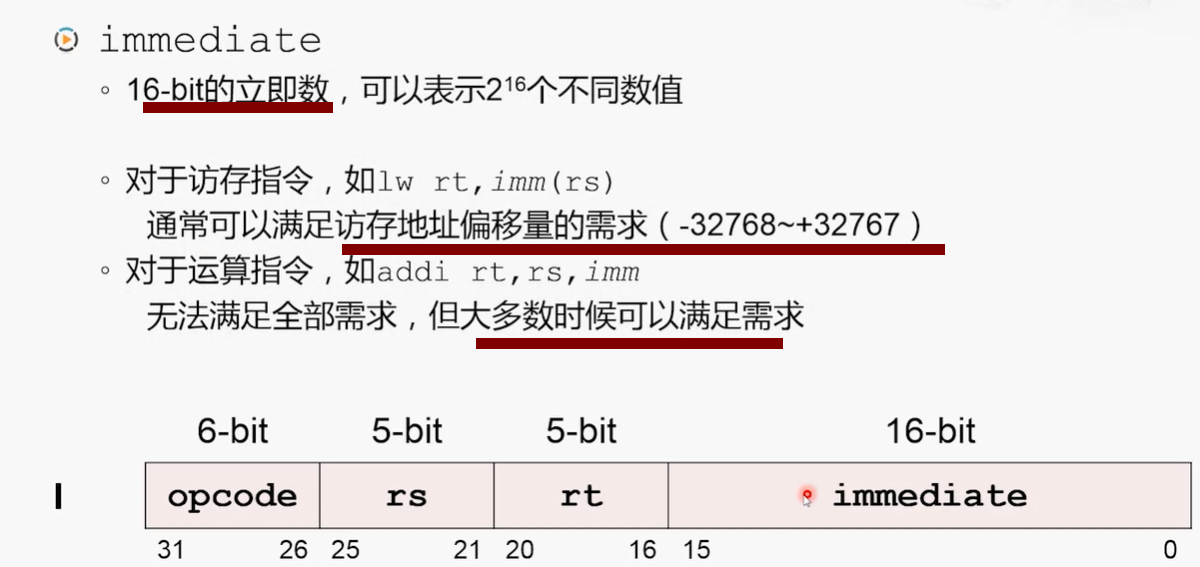 immediate
16-bit的立即数，可以表示2¹⁶个不同数值
对于访存指令，如lw rt,imm(rs)
通常可以满足访存地址偏移量的需求（-32768~+32767）
对于运算指令，如addi rt,rs,imm
无法满足全部需求，但大多数时候可以满足需求
6-bit 5-bit 5-bit 16-bit
I opcode rs rt immediate
31 26 25 21 20 16 15 0